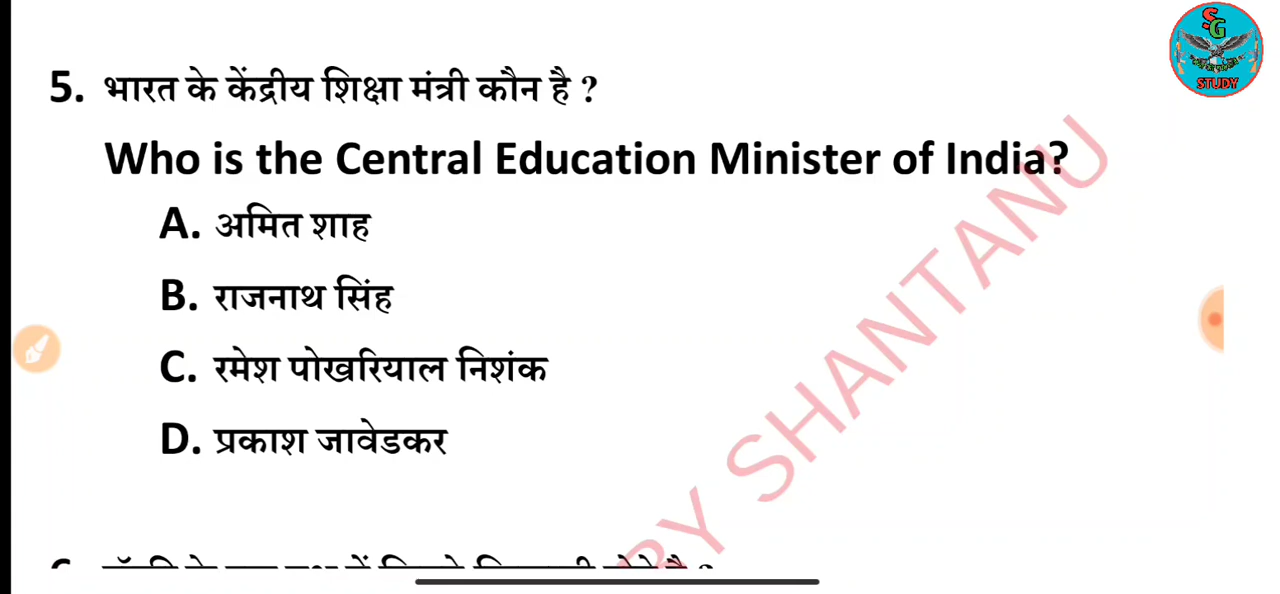 SG
STUDY
5. भारत के केंद्रीय शिक्षा मंत्री कौन है ?
Who is the Central Education Minister of India?
A. अमित शाह
B. राजनाथ सिंह
C. रमेश पोखरियाल निशंक
D. प्रकाश जावेडकर
BY SHANTANU